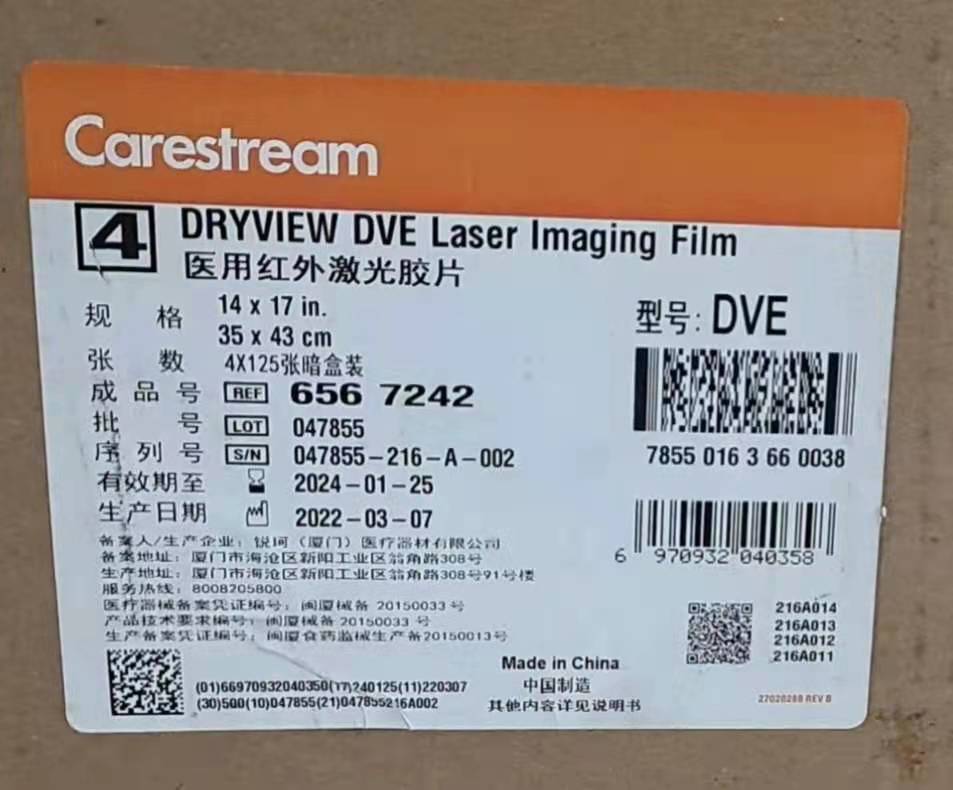 Carestream
4 DRYVIEW DVE Laser Imaging Film
医用红外激光胶片
规 格 14 x 17 in.
35 x 43 cm
型号: DVE
张 数 4X125张暗盒装
成品号 REF 656 7242
批 号 LOT 047855
序列号 S/N 047855-216-A-002
7855 016 3 66 0038
有效期至 2024-01-25
生产日期 2022-03-07
备案人/生产企业: 锐珂（厦门）医疗器材有限公司
备案地址: 厦门市海沧区新阳工业区翁角路308号
生产地址: 厦门市海沧区新阳工业区翁角路308号91号楼
6 970932 040358
服务热线: 8008205800
医疗器械备案凭证编号: 闽厦械备 20150033 号
产品技术要求编号: 闽厦械备 20150033 号
生产备案凭证编号: 闽厦食药监械生产备20150013号
216A014
216A013
216A012
216A011
Made in China
中国制造
其他内容详见说明书
(01)66970932040350(17)240125(11)220307
(30)500(10)047855(21)047855216A002
2702028B REV B